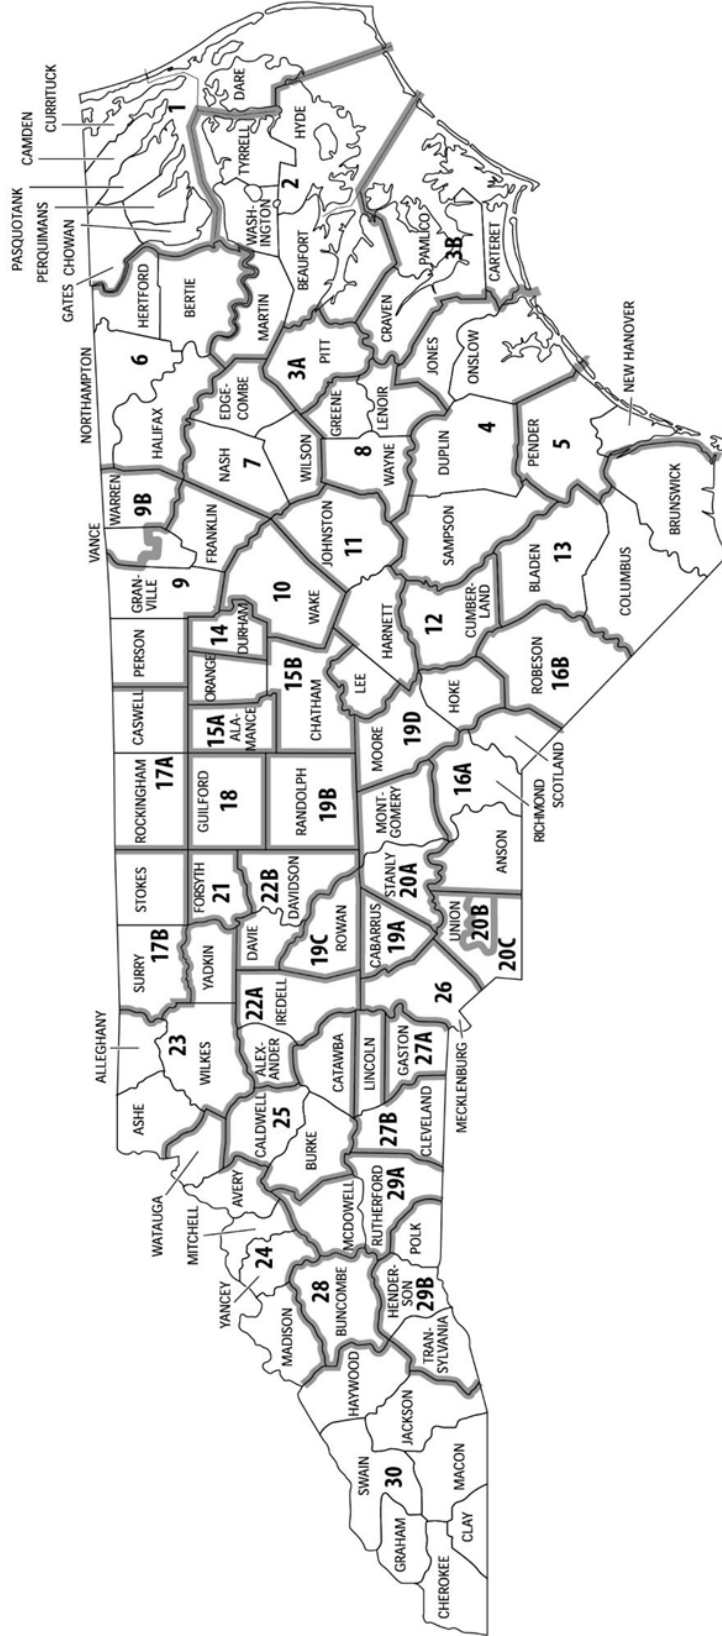 ALLEGHANY
ASHE
WATAUGA
MITCHELL
AVERY
YANCEY
24
MADISON
SURRY
17B
STOKES
ROCKINGHAM
17A
CASWELL
PERSON
GRAN-
VILLE
9
VANCE
WARREN
9B
NORTHAMPTON
HALIFAX
6
HERTFORD
BERTIE
GATES
CHOWAN
PERQUIMANS
PASQUOTANK
CAMDEN
CURRITUCK
1
23
WILKES
YADKIN
FORSYTH
21
GUILFORD
18
15A
ALA-
MANCE
ORANGE
14
DURHAM
FRANKLIN
NASH
7
EDGE-
COMBE
MARTIN
WASH-
INGTON
TYRRELL
DARE
2
HYDE
BEAUFORT
CALDWELL
25
ALEX-
ANDER
22A
IREDELL
DAVIE
22B
DAVIDSON
RANDOLPH
19B
15B
CHATHAM
10
WAKE
WILSON
3A
PITT
GREENE
BURKE
CATAWBA
19C
ROWAN
LEE
JOHNSTON
11
8
WAYNE
LENOIR
CRAVEN
PAMLICO
3B
CARTERET
JONES
ONSLOW
28
BUNCOMBE
MCDOWELL
RUTHERFORD
29A
POLK
27B
CLEVELAND
LINCOLN
GASTON
27A
CABARRUS
19A
STANLY
20A
MONT-
GOMERY
MOORE
19D
HARNETT
HAYWOOD
HENDER-
SON
29B
TRAN-
SYLVANIA
MECKLENBURG
26
UNION
20B
20C
ANSON
16A
RICHMOND
SCOTLAND
HOKE
12
CUMBER-
LAND
SAMPSON
DUPLIN
4
SWAIN
30
JACKSON
GRAHAM
MACON
CHEROKEE
CLAY
ROBESON
16B
BLADEN
13
COLUMBUS
PENDER
5
NEW HANOVER
BRUNSWICK